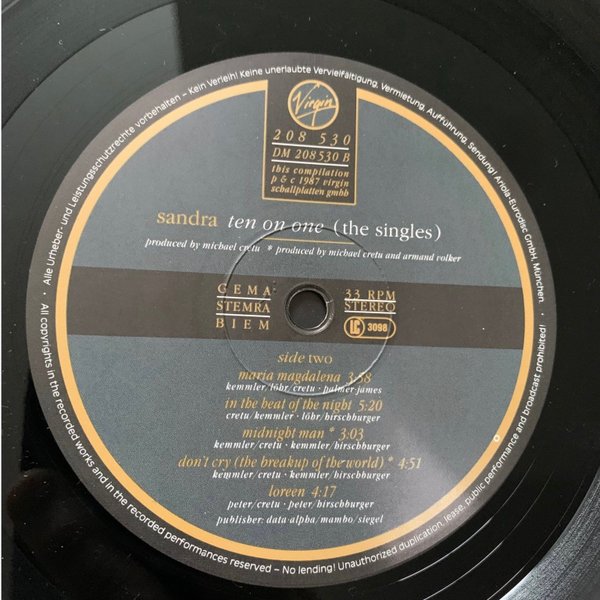 Virgin
208 530
DM 208530 B
this compilation
p & c 1987 virgin
schallplatten gmbh
sandra ten on one (the singles)
produced by michael cretu * produced by michael cretu and armand volker
GEMA
STEMRA
BIEM
33 RPM
STEREO
LC 3098
side two
maria magdalena 3:58
kemmler/löhr/cretu · palmer-james
in the heat of the night 5:20
cretu/kemmler · löhr/hirschburger
midnight man * 3:03
kemmler/cretu · kemmler/hirschburger
don't cry (the breakup of the world) * 4:51
kemmler/cretu · kemmler/hirschburger
loreen 4:17
peter/cretu · peter/hirschburger
publisher: data-alpha/mambo/siegel
· Alle Urheber- und Leistungsschutzrechte vorbehalten – Kein Verleih! Keine unerlaubte Vervielfältigung, Vermietung, Aufführung, Sendung! Ariola-Eurodisc GmbH, München.
· All copyrights in the recorded works and in the recorded performances reserved – No lending! Unauthorized duplication, lease, public performance and broadcast prohibited!